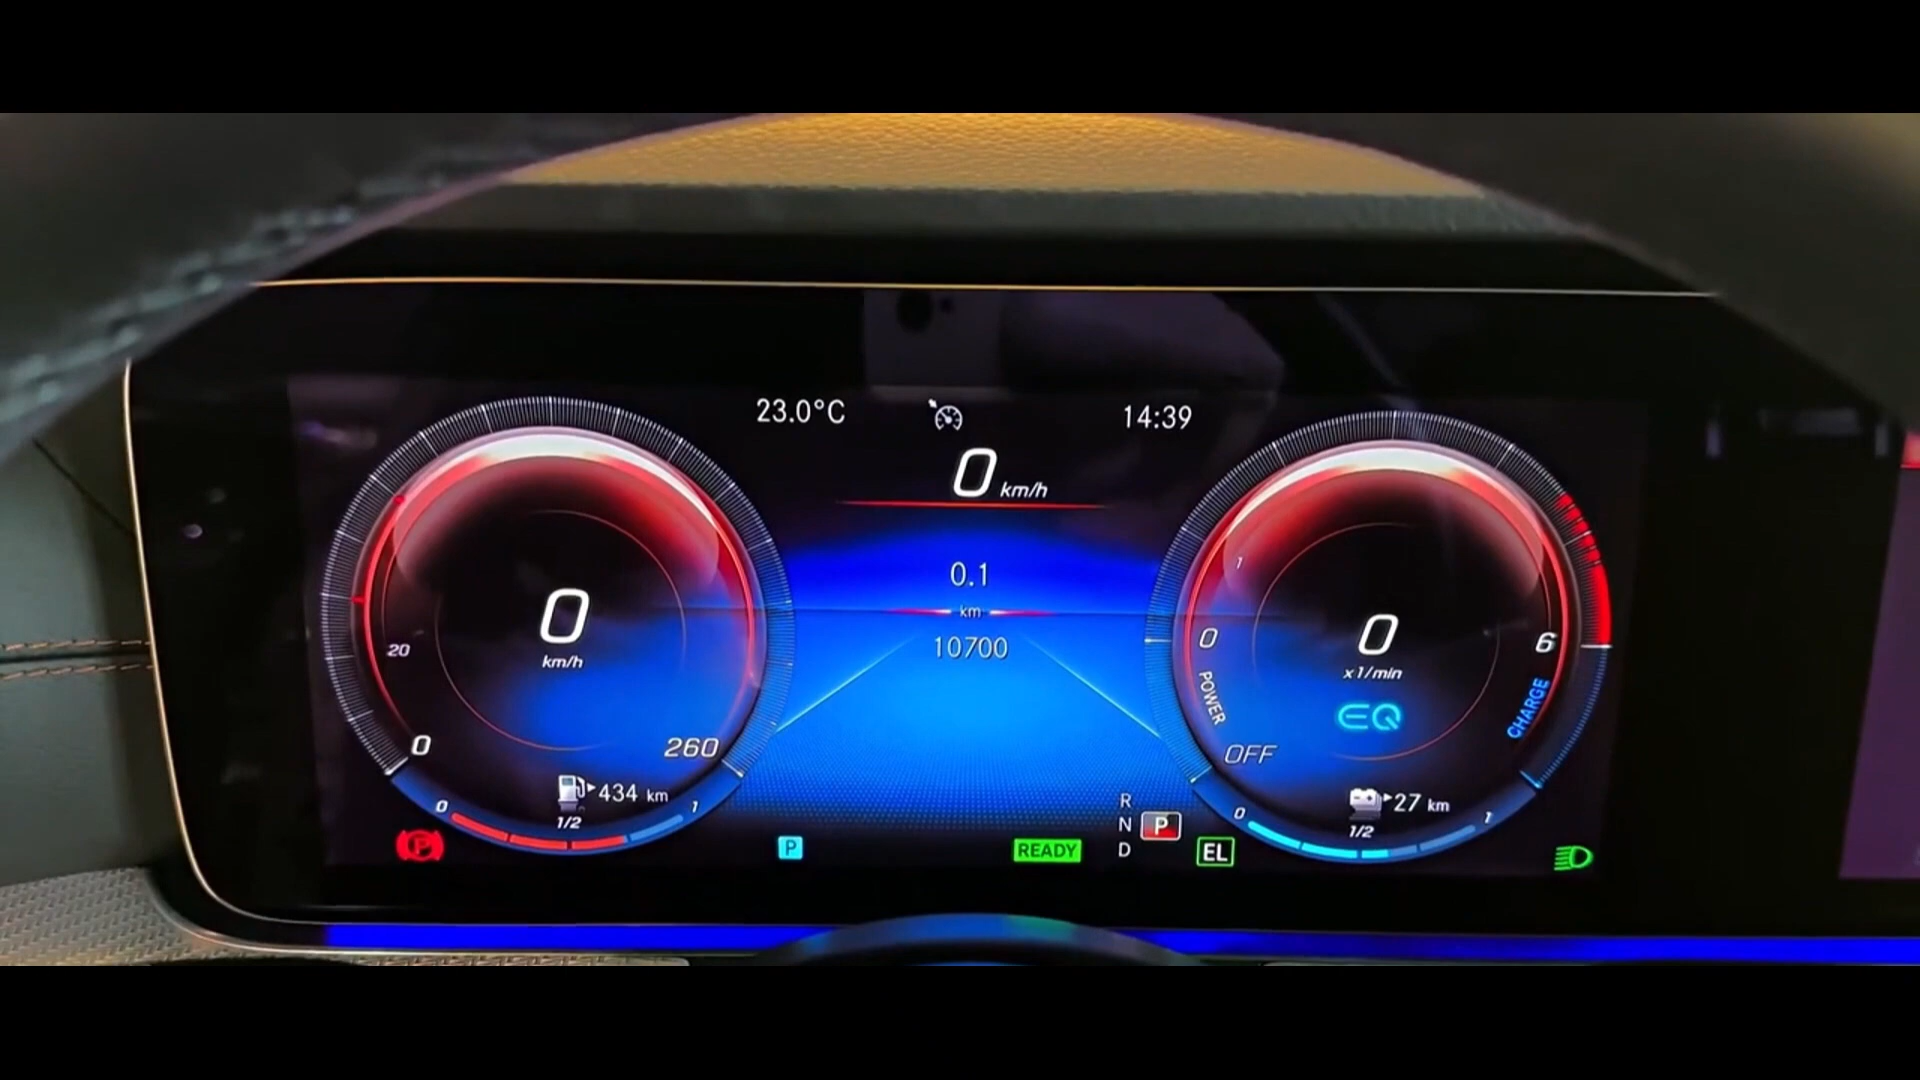 23.0°C
14:39
0 km/h
0.1
km
10700
0
km/h
20
0
260
434 km
0
1/2
1
P
P
READY
R
N
D
P
EL
1
0
6
0
x1/min
POWER
CHARGE
EQ
OFF
27 km
0
1/2
1